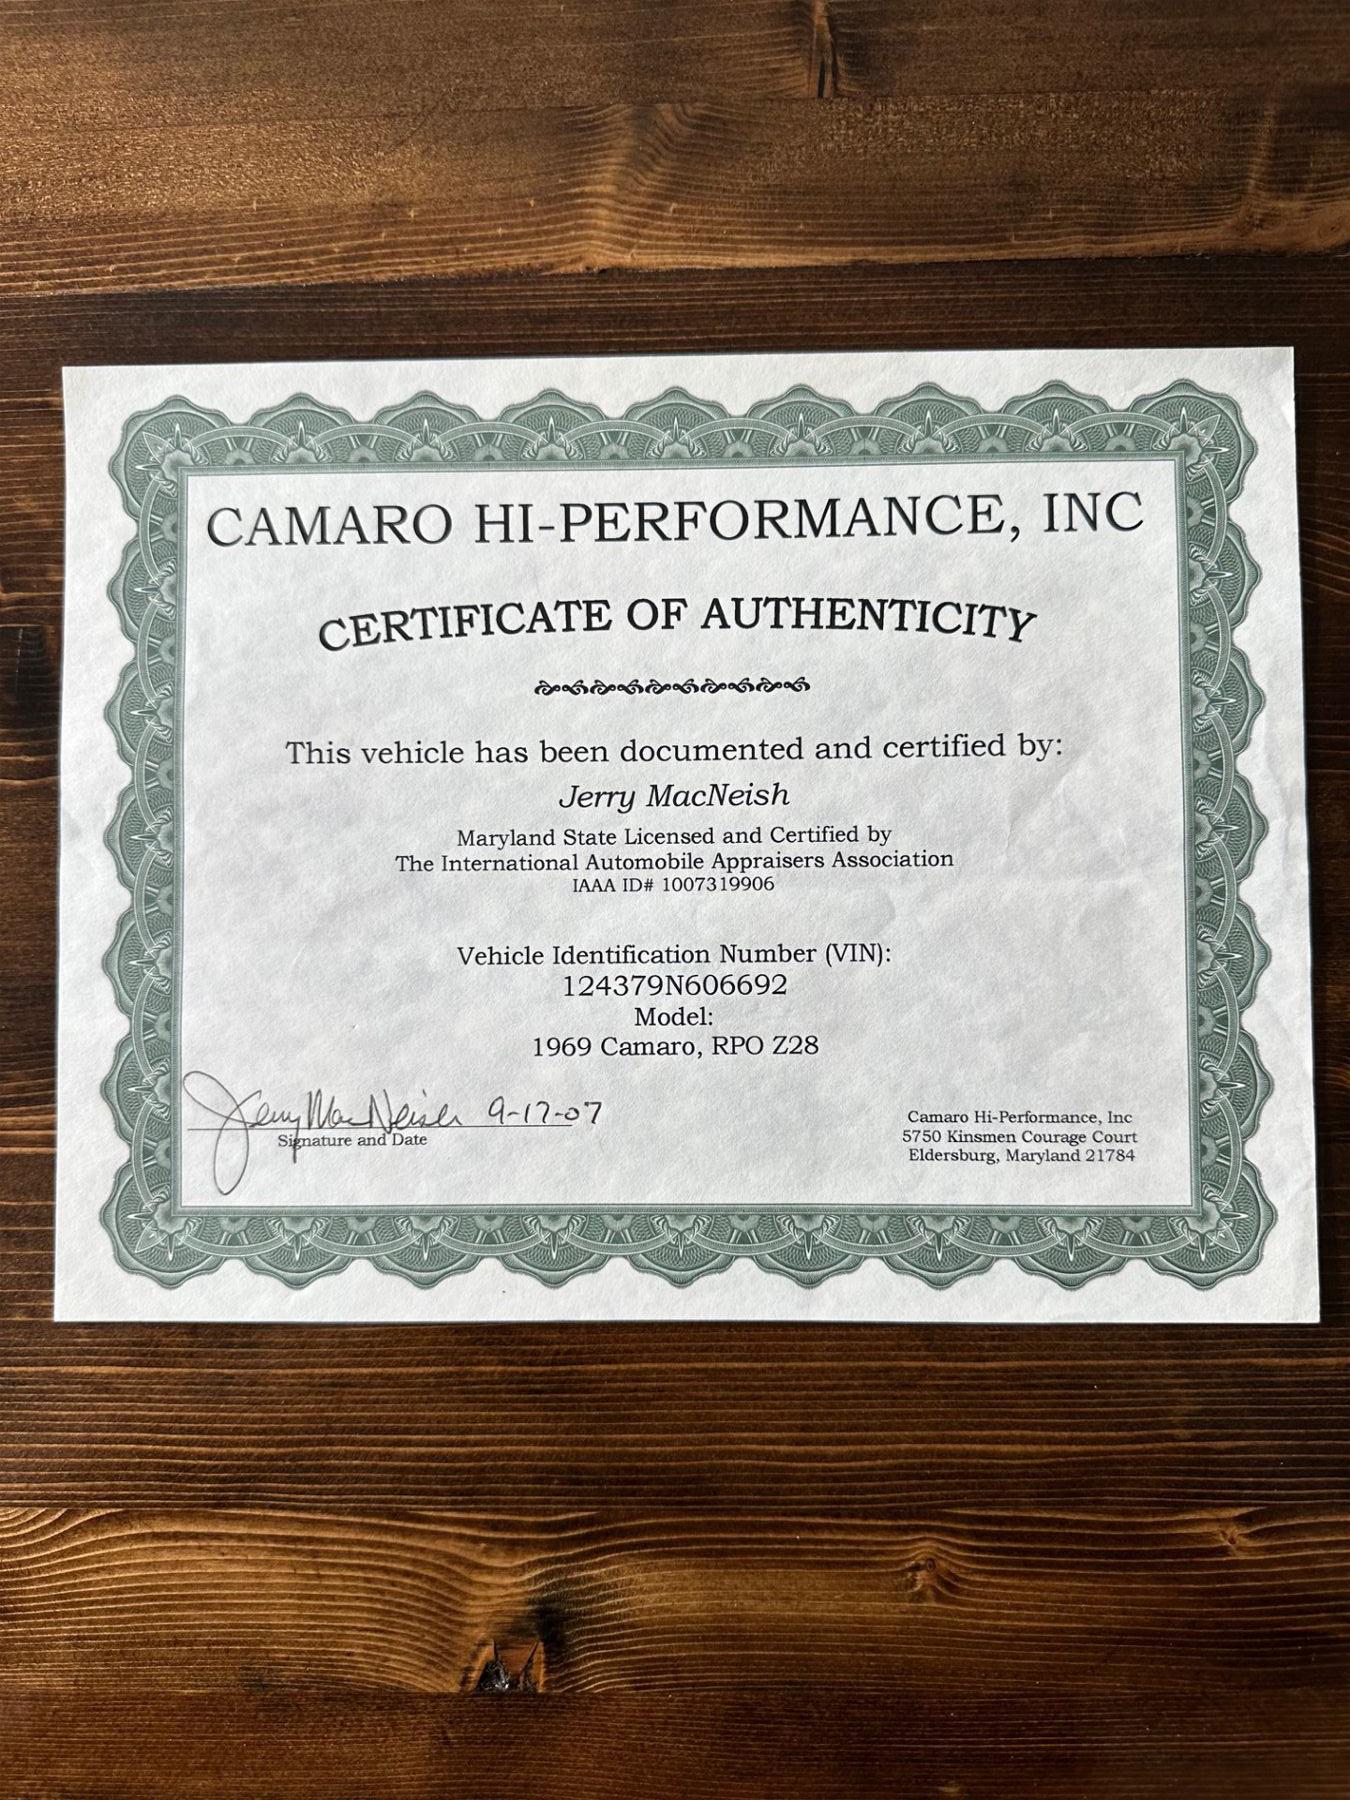 CAMARO HI-PERFORMANCE, INC
CERTIFICATE OF AUTHENTICITY
This vehicle has been documented and certified by:
Jerry MacNeish
Maryland State Licensed and Certified by
The International Automobile Appraisers Association
IAAA ID# 1007319906
Vehicle Identification Number (VIN):
124379N606692
Model:
1969 Camaro, RPO Z28
Jerry MacNeish 9-17-07
Signature and Date
Camaro Hi-Performance, Inc
5750 Kinsmen Courage Court
Eldersburg, Maryland 21784